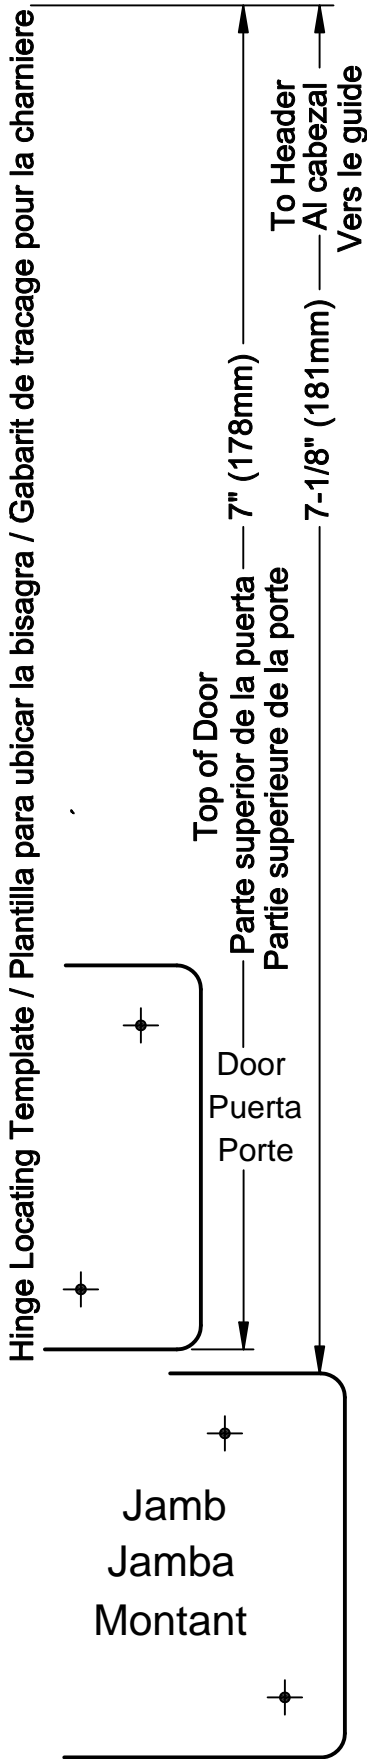 Hinge Locating Template / Plantilla para ubicar la bisagra / Gabarit de tracage pour la charniere
To Header
Al cabezal
Vers le guide
7" (178mm)
7-1/8" (181mm)
Top of Door
Parte superior de la puerta
Partie superieure de la porte
Door
Puerta
Porte
Jamb
Jamba
Montant